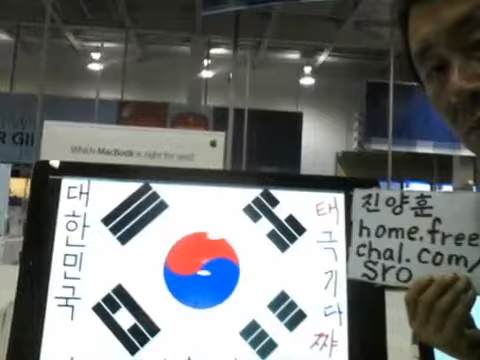 R GI
Which MacBook is right for you?
대한민국
태극기다
진양훈
home.free
chal.com/
sro